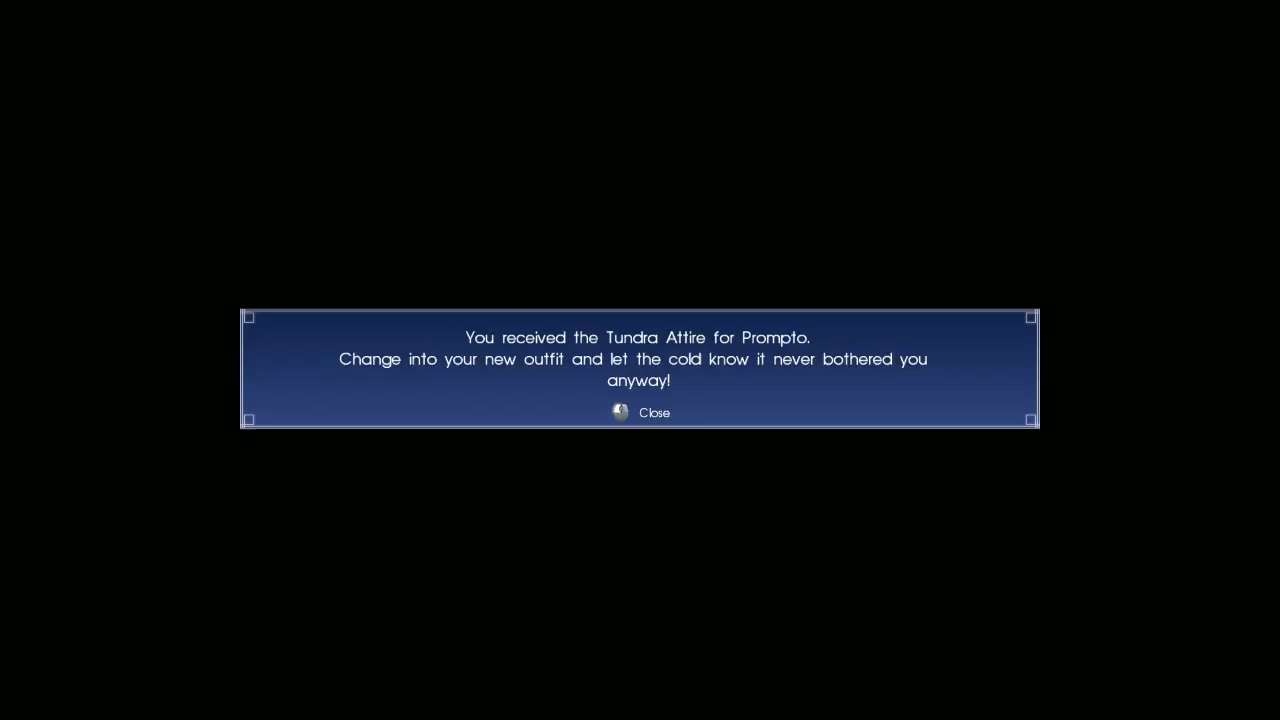 You received the Tundra Attire for Prompto.
Change into your new outfit and let the cold know it never bothered you
anyway!
Close